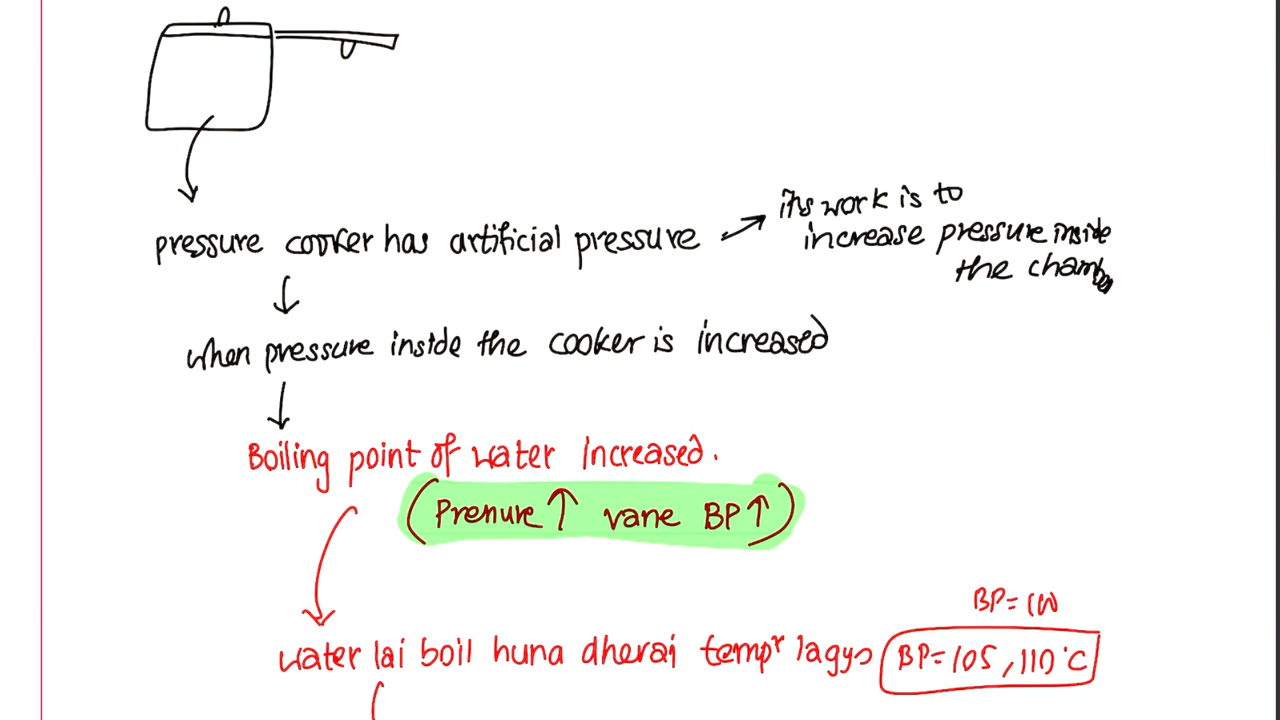 pressure cooker has artificial pressure
its work is to
increase pressure inside
the chamber
when pressure inside the cooker is increased
Boiling point of water increased.
(Pressure ↑ vane BP ↑)
BP = 100
water lai boil huna dherai tempr lagyo
BP = 105, 110°C